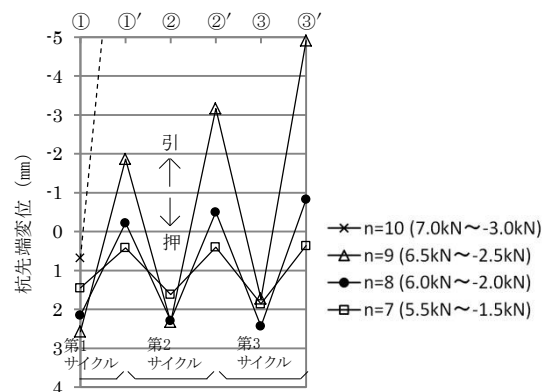 ① ①′ ② ②′ ③ ③′
-5
-4
-3
-2
-1
0
1
2
3
4
杭先端変位 (mm)
引
押
第1
サイクル
第2
サイクル
第3
サイクル
n=10 (7.0kN～-3.0kN)
n=9 (6.5kN～-2.5kN)
n=8 (6.0kN～-2.0kN)
n=7 (5.5kN～-1.5kN)